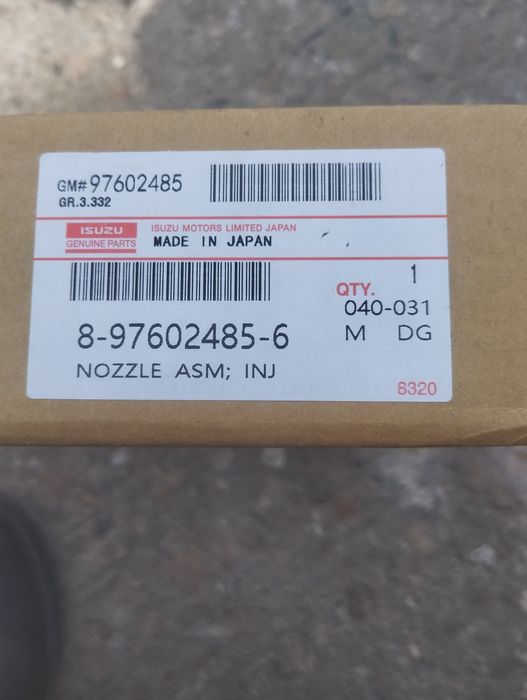 GM# 97602485
GR.3.332
ISUZU
GENUINE PARTS
ISUZU MOTORS LIMITED JAPAN
MADE IN JAPAN
QTY. 1
040-031
8-97602485-6 M DG
NOZZLE ASM; INJ
8320